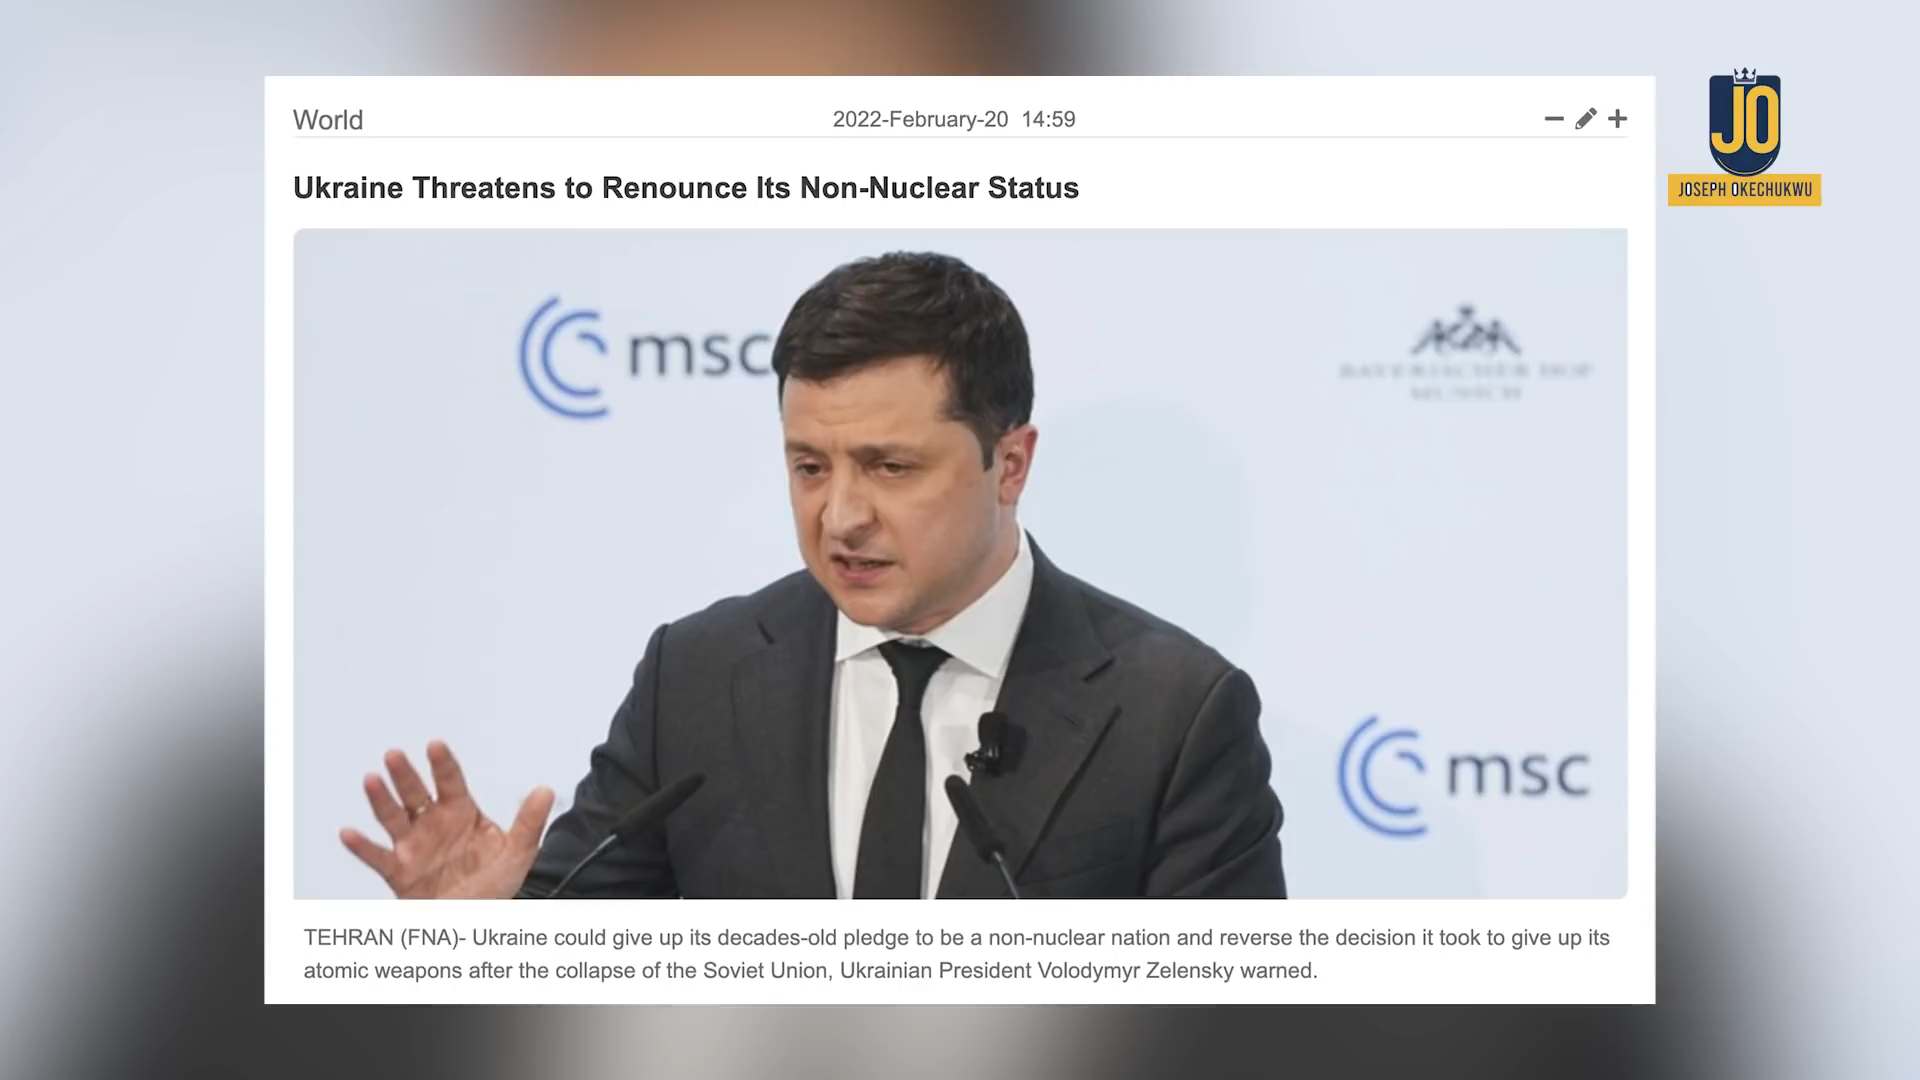 World
2022-February-20 14:59
JO
JOSEPH OKECHUKWU
Ukraine Threatens to Renounce Its Non-Nuclear Status
msc
BAYERISCHER HOF
MUNICH
msc
TEHRAN (FNA)- Ukraine could give up its decades-old pledge to be a non-nuclear nation and reverse the decision it took to give up its
atomic weapons after the collapse of the Soviet Union, Ukrainian President Volodymyr Zelensky warned.